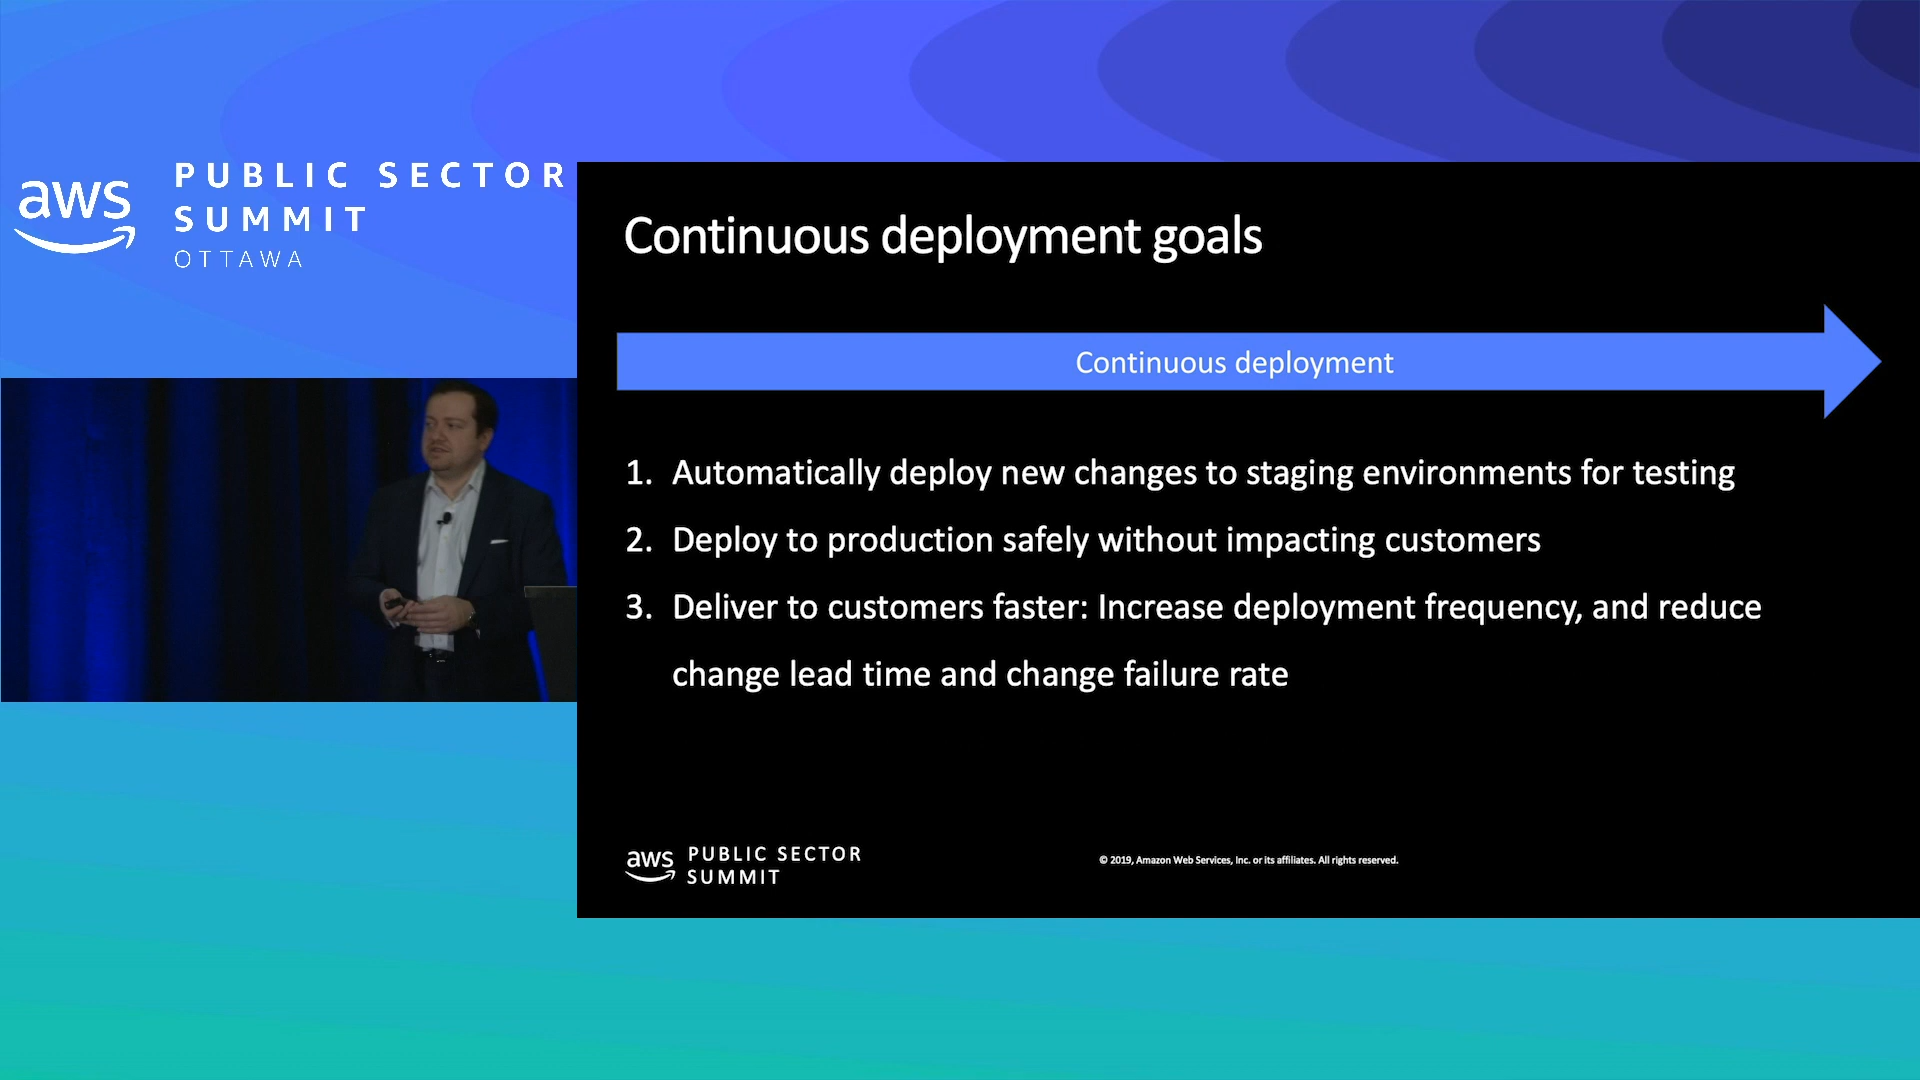 aws
PUBLIC SECTOR
SUMMIT
OTTAWA
Continuous deployment goals
Continuous deployment
1. Automatically deploy new changes to staging environments for testing
2. Deploy to production safely without impacting customers
3. Deliver to customers faster: Increase deployment frequency, and reduce
change lead time and change failure rate
aws
PUBLIC SECTOR
SUMMIT
© 2019, Amazon Web Services, Inc. or its affiliates. All rights reserved.